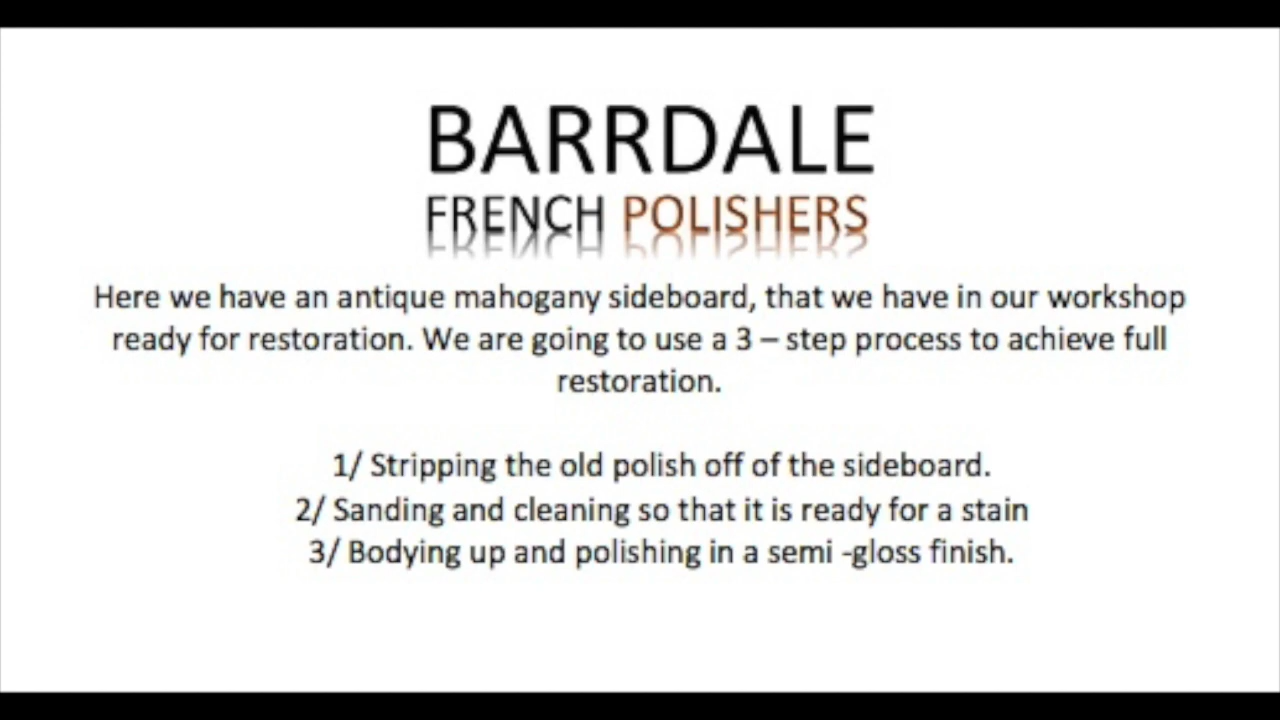 BARRDALE
FRENCH POLISHERS
Here we have an antique mahogany sideboard, that we have in our workshop
ready for restoration. We are going to use a 3 – step process to achieve full
restoration.
1/ Stripping the old polish off of the sideboard.
2/ Sanding and cleaning so that it is ready for a stain
3/ Bodying up and polishing in a semi -gloss finish.